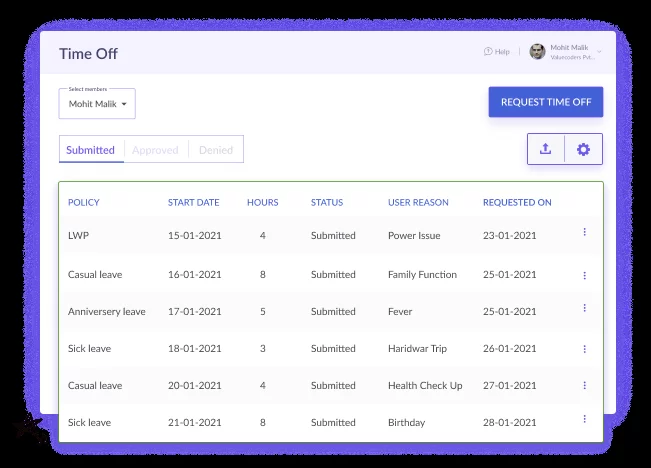 Time Off
Help
Mohit Malik
Valuecoders Pvt...
Select members
Mohit Malik
REQUEST TIME OFF
Submitted Approved Denied
POLICY START DATE HOURS STATUS USER REASON REQUESTED ON
LWP 15-01-2021 4 Submitted Power Issue 23-01-2021
Casual leave 16-01-2021 8 Submitted Family Function 25-01-2021
Anniversery leave 17-01-2021 5 Submitted Fever 25-01-2021
Sick leave 18-01-2021 3 Submitted Haridwar Trip 26-01-2021
Casual leave 20-01-2021 4 Submitted Health Check Up 27-01-2021
Sick leave 21-01-2021 8 Submitted Birthday 28-01-2021